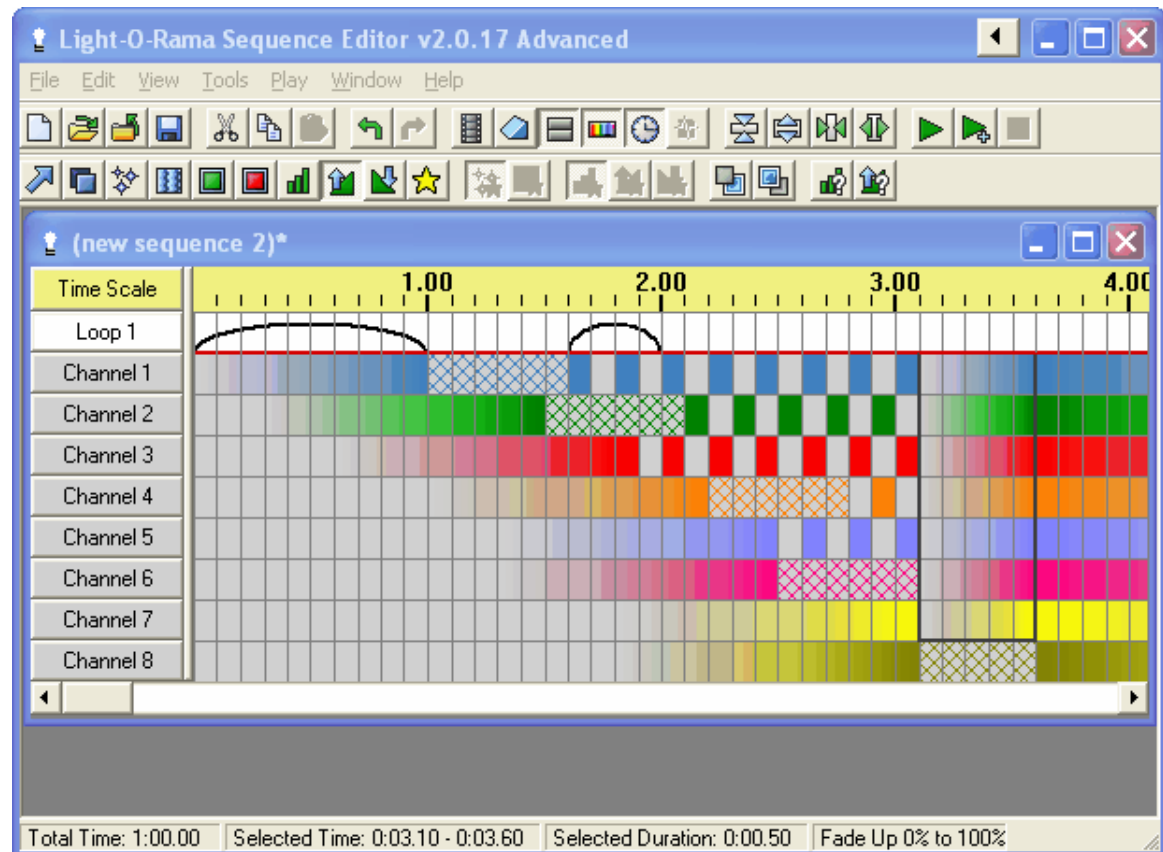 Light-O-Rama Sequence Editor v2.0.17 Advanced
File Edit View Tools Play Window Help
(new sequence 2)*
Time Scale 1.00 2.00 3.00 4.00
Loop 1
Channel 1
Channel 2
Channel 3
Channel 4
Channel 5
Channel 6
Channel 7
Channel 8
Total Time: 1:00.00 Selected Time: 0:03.10 - 0:03.60 Selected Duration: 0:00.50 Fade Up 0% to 100%